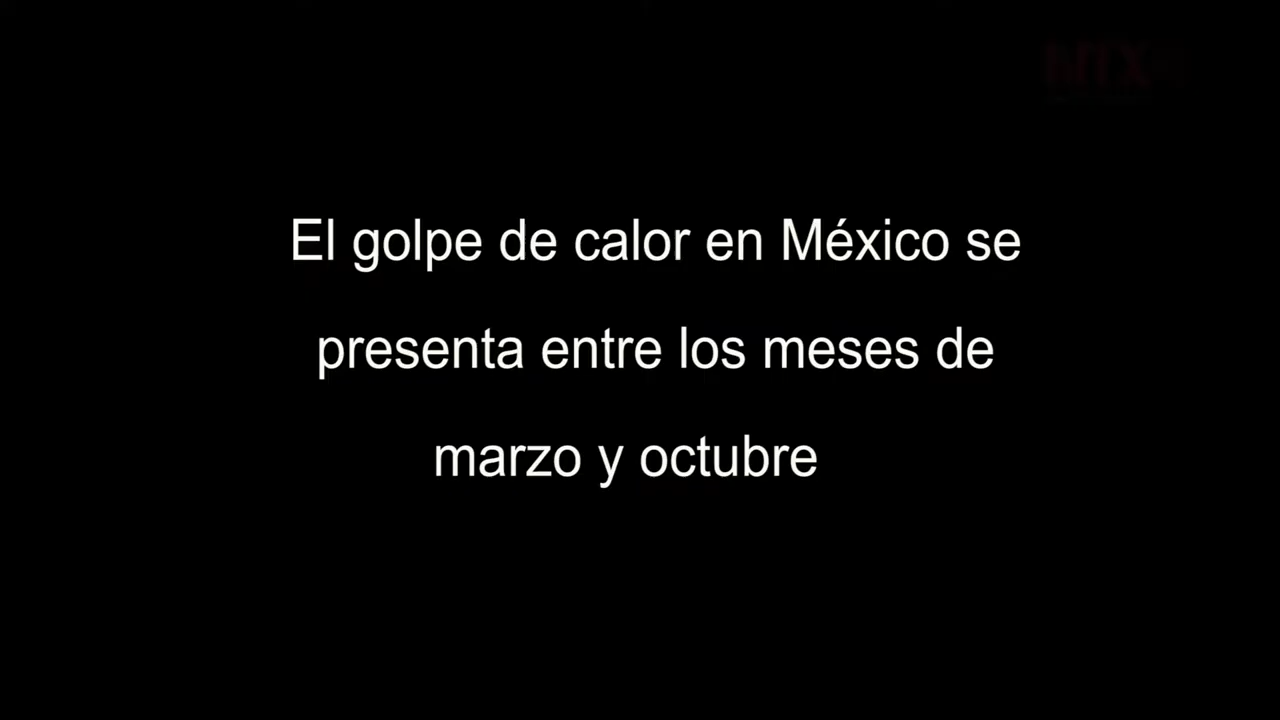 El golpe de calor en México se
presenta entre los meses de
marzo y octubre